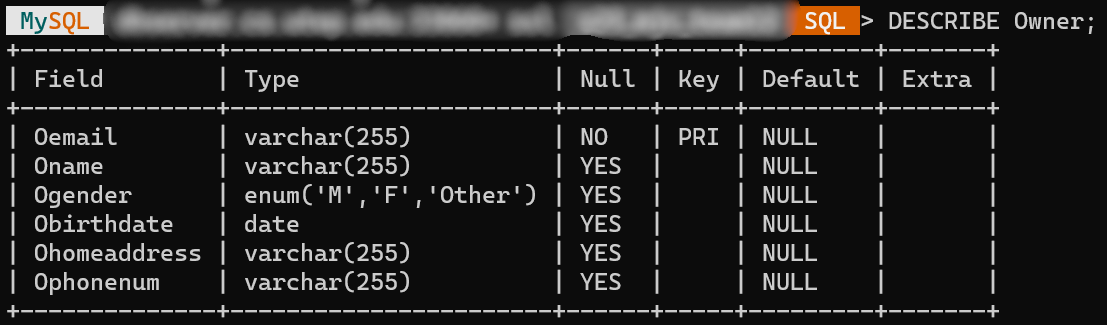 MySQL SQL > DESCRIBE Owner;
+--------------+-----------------------+------+-----+---------+-------+
| Field        | Type                  | Null | Key | Default | Extra |
+--------------+-----------------------+------+-----+---------+-------+
| Oemail       | varchar(255)          | NO   | PRI | NULL    |       |
| Oname        | varchar(255)          | YES  |     | NULL    |       |
| Ogender      | enum('M','F','Other') | YES  |     | NULL    |       |
| Obirthdate   | date                  | YES  |     | NULL    |       |
| Ohomeaddress | varchar(255)          | YES  |     | NULL    |       |
| Ophonenum    | varchar(255)          | YES  |     | NULL    |       |
+--------------+-----------------------+------+-----+---------+-------+